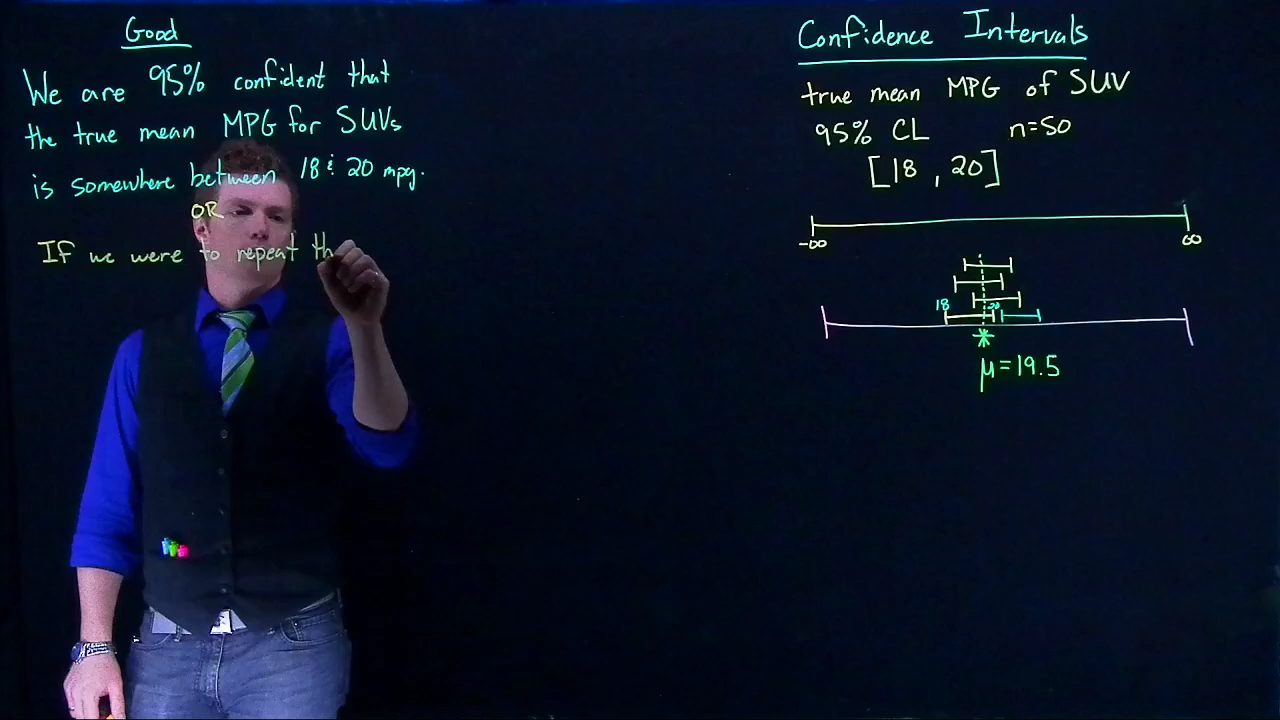 Good
We are 95% confident that
the true mean MPG for SUVs
is somewhere between 18 & 20 mpg.
OR
If we were to repeat th
Confidence Intervals
true mean MPG of SUV
95% CL n=50
[18 , 20]
-∞ ∞
18 20
μ=19.5